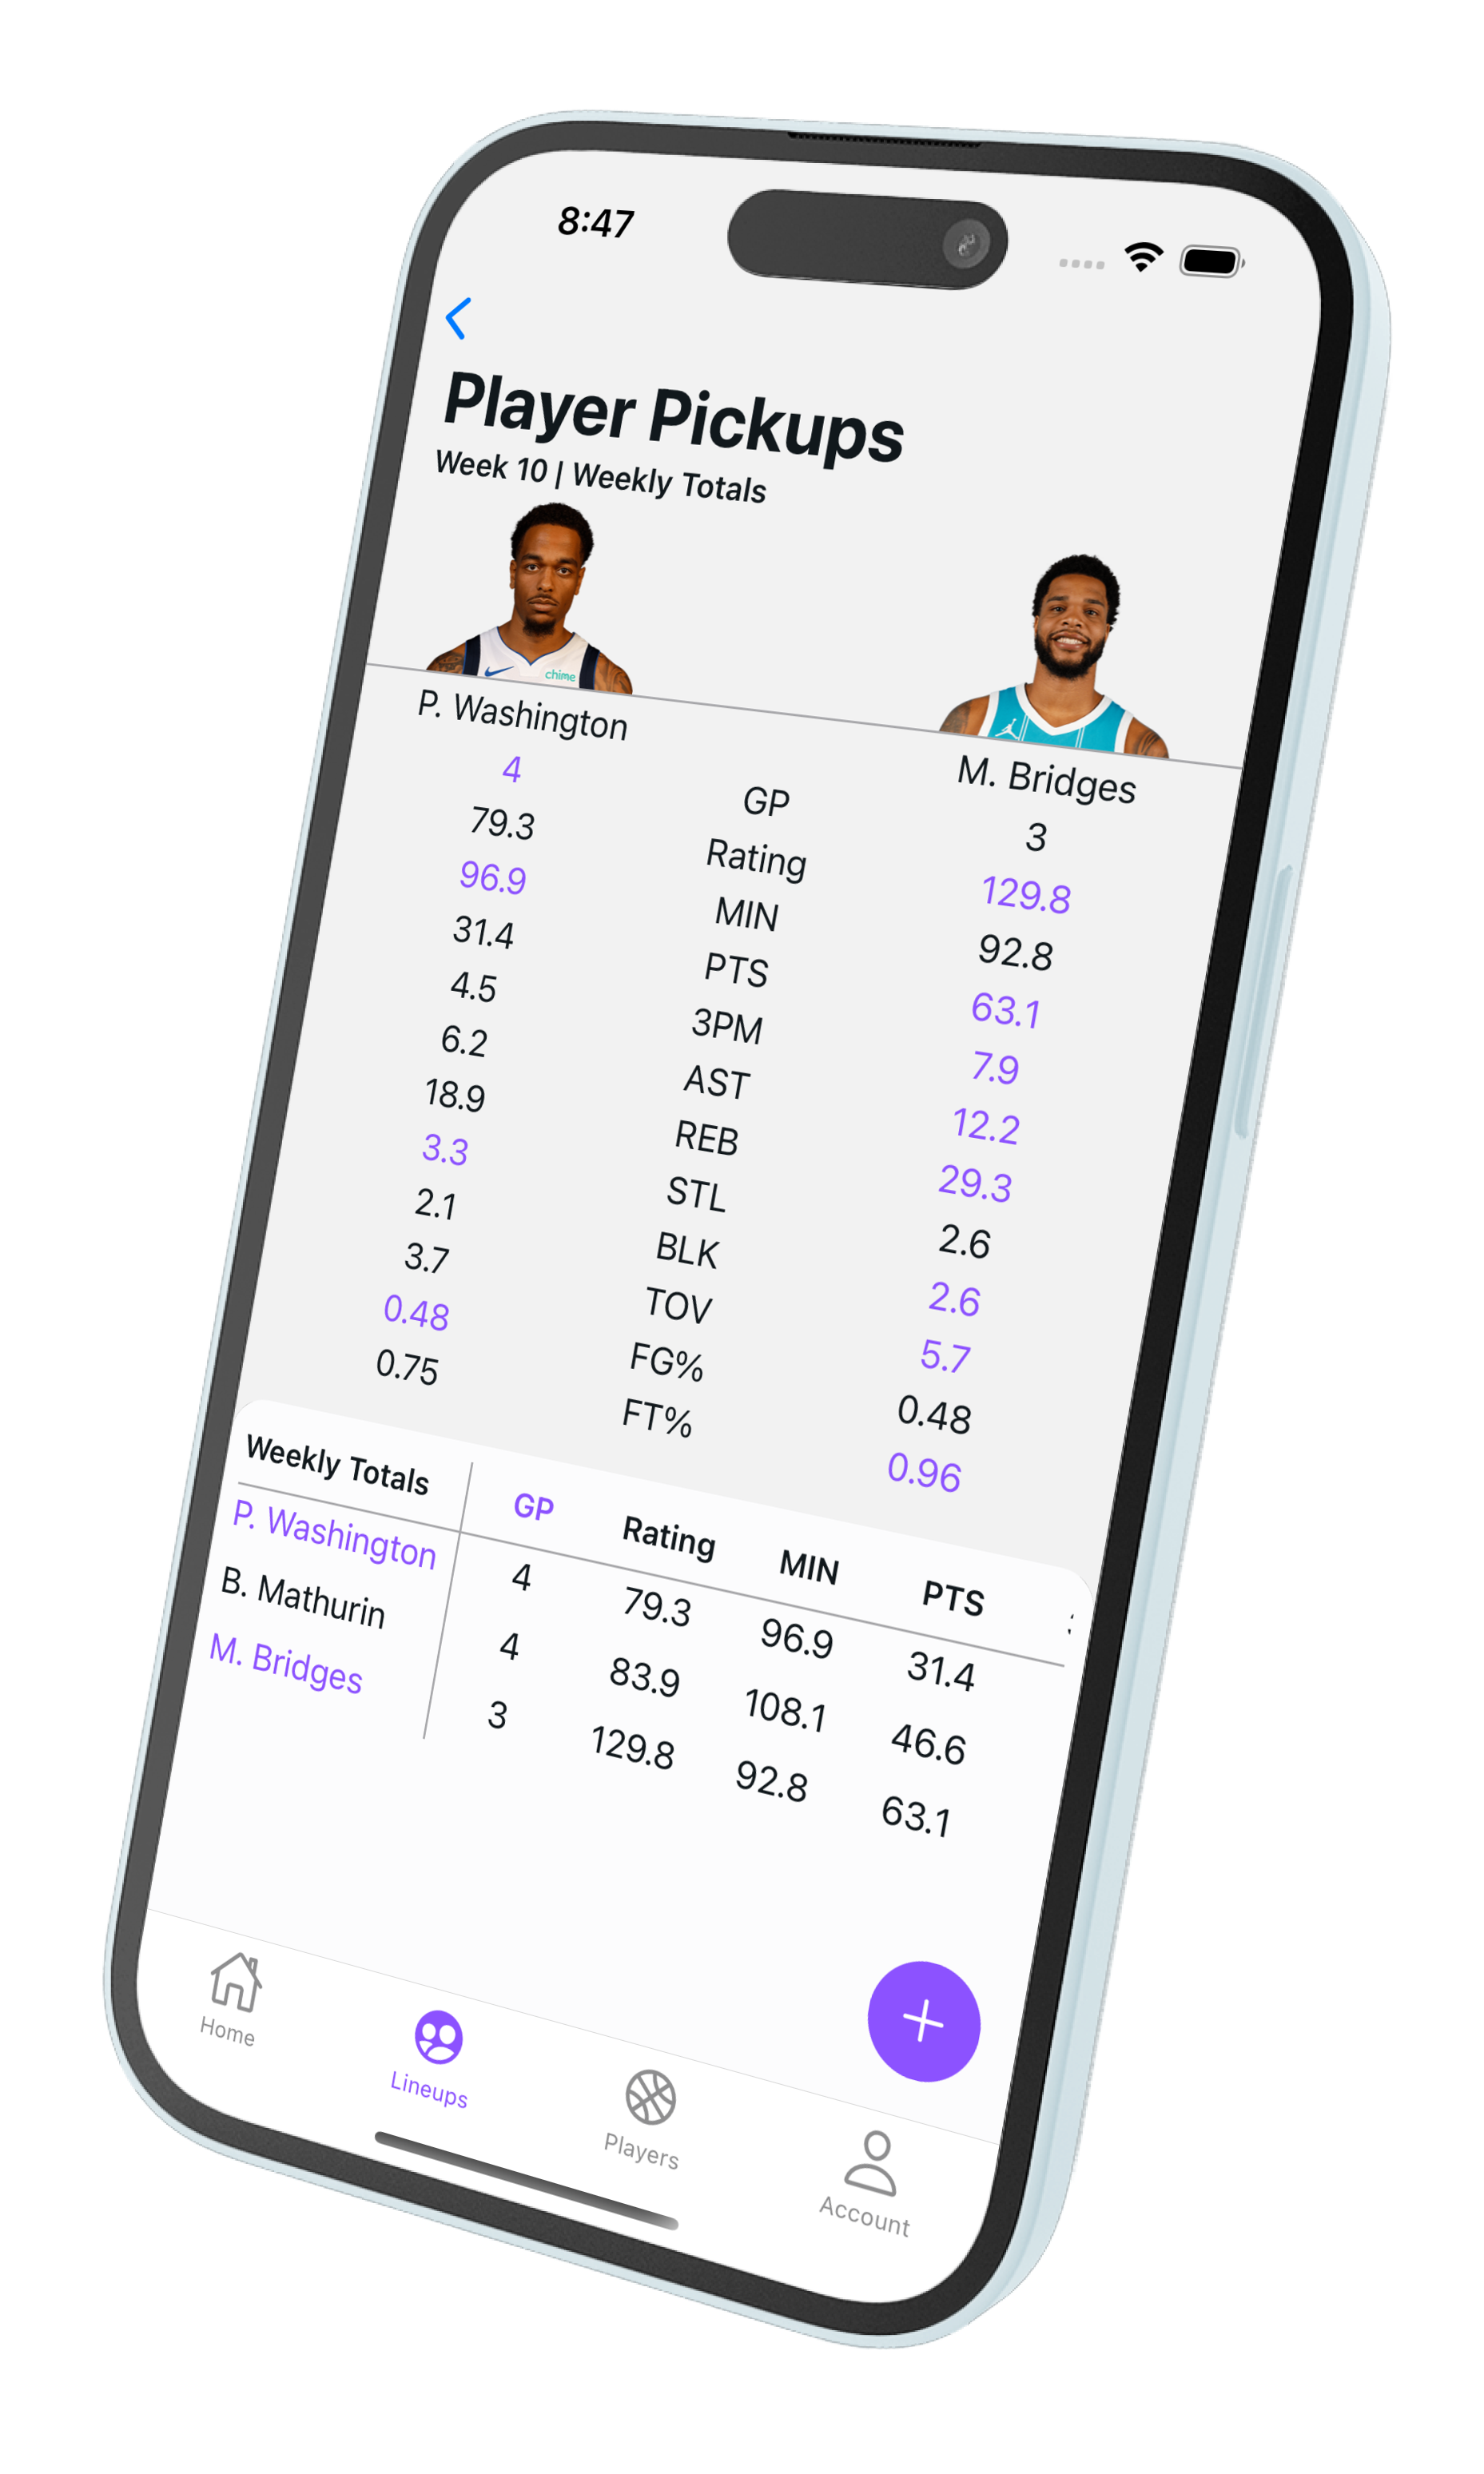 8:47
Player Pickups
Week 10 | Weekly Totals
chime
P. Washington M. Bridges
4 GP 3
79.3 Rating 129.8
96.9 MIN 92.8
31.4 PTS 63.1
4.5 3PM 7.9
6.2 AST 12.2
18.9 REB 29.3
3.3 STL 2.6
2.1 BLK 2.6
3.7 TOV 5.7
0.48 FG% 0.48
0.75 FT% 0.96
Weekly Totals GP Rating MIN PTS
P. Washington 4 79.3 96.9 31.4
B. Mathurin 4 83.9 108.1 46.6
M. Bridges 3 129.8 92.8 63.1
Home Lineups Players Account